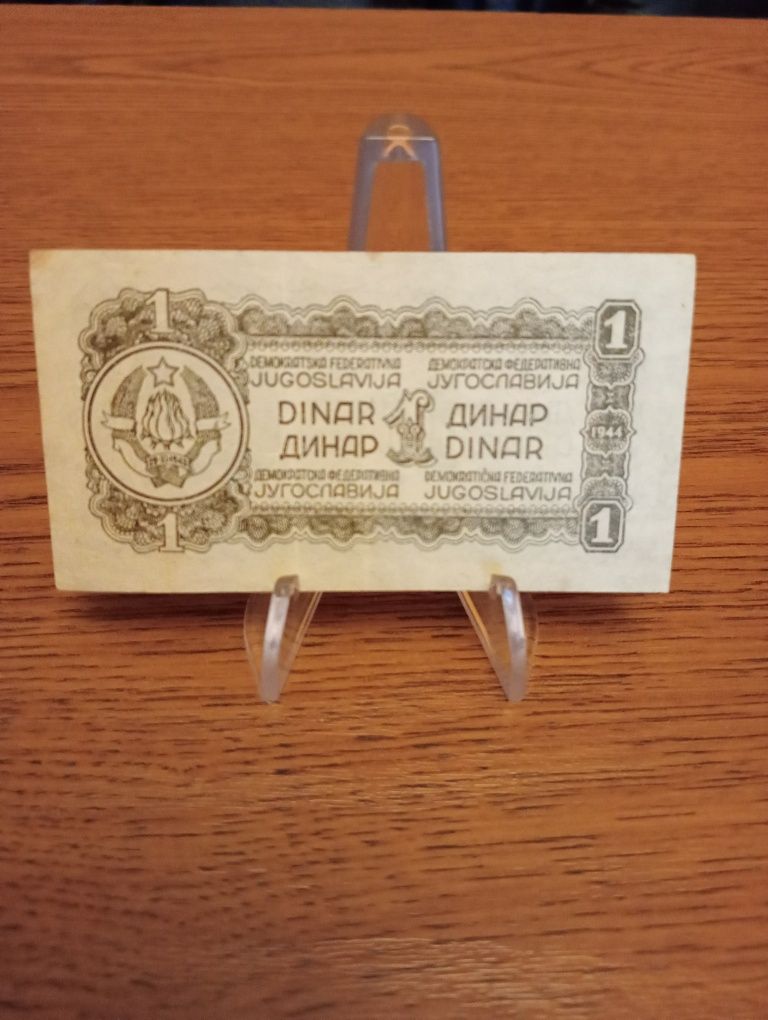 1
1
DEMOKRATSKA FEDERATIVNA
JUGOSLAVIJA
ДЕМОКРАТСКА ФЕДЕРАТИВНА
ЈУГОСЛАВИЈА
DINAR
ДИНАР
1
ДИНАР
DINAR
1944
ДЕМОКРАТСКА ФЕДЕРАТИВНА
ЈУГОСЛАВИЈА
DEMOKRATIČNA FEDERATIVNA
JUGOSLAVIJA
1
1